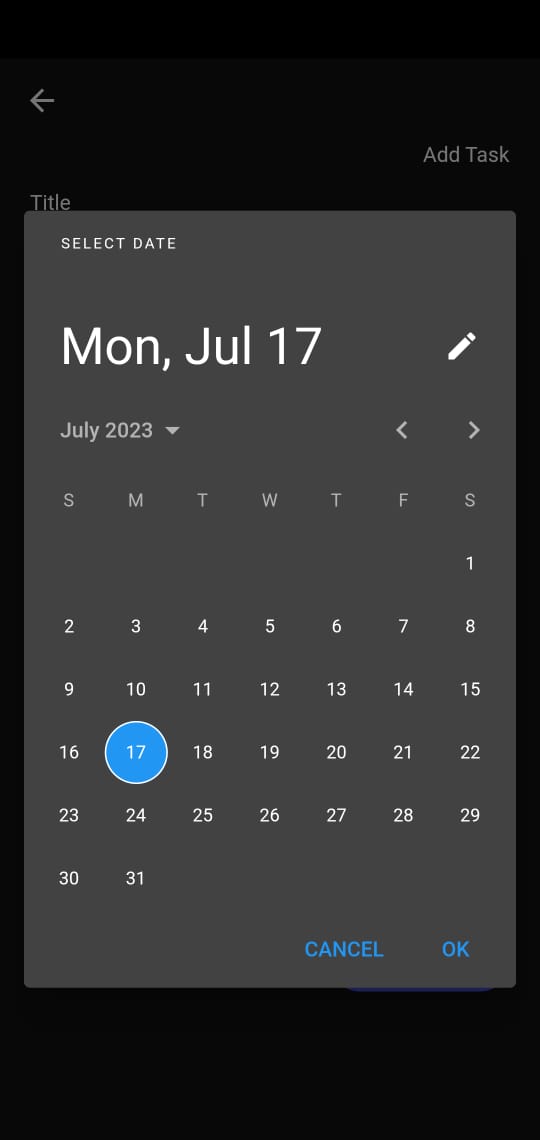 Add Task
Title
SELECT DATE
Mon, Jul 17
July 2023
S M T W T F S
1
2 3 4 5 6 7 8
9 10 11 12 13 14 15
16 17 18 19 20 21 22
23 24 25 26 27 28 29
30 31
CANCEL OK